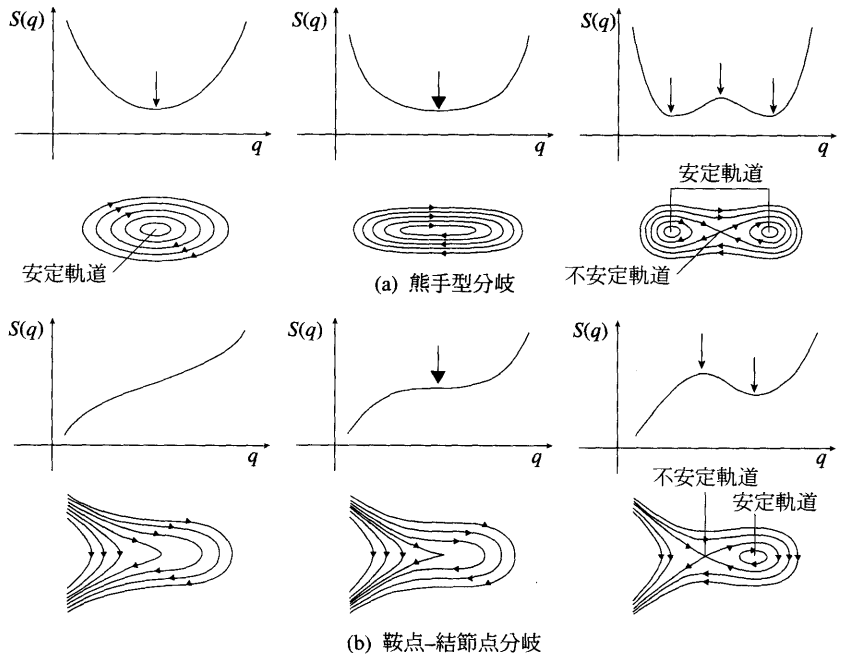 S(q)
q
S(q)
q
S(q)
q
安定軌道
安定軌道
不安定軌道
(a) 熊手型分岐
S(q)
q
S(q)
q
S(q)
q
不安定軌道
安定軌道
(b) 鞍点–結節点分岐